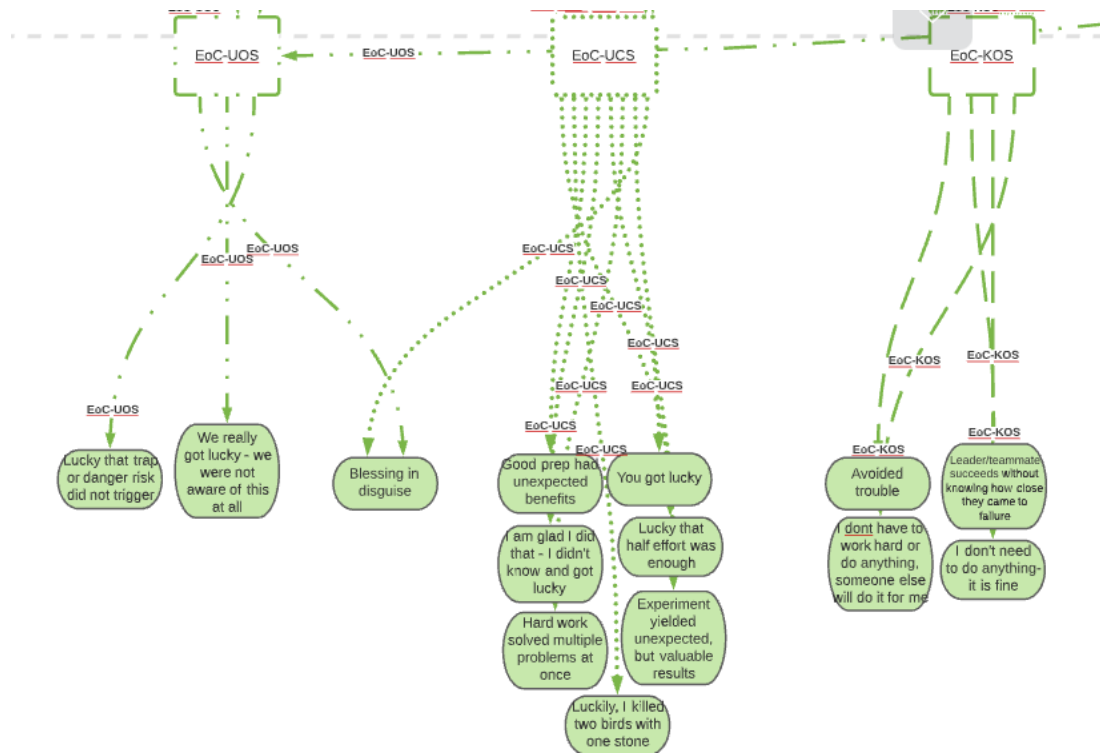 EoC-UOS
EoC-UOS
EoC-UCS
EoC-KOS
EoC-UOS
EoC-UOS
EoC-UCS
EoC-UCS
EoC-UCS
EoC-UCS
EoC-KOS
EoC-KOS
EoC-UCS
EoC-UCS
EoC-UOS
EoC-UCS
EoC-KOS
EoC-UCS
EoC-KOS
Lucky that trap
or danger risk
did not trigger
We really
got lucky - we
were not
aware of this
at all
Blessing in
disguise
Good prep had
unexpected
benefits
You got lucky
Avoided
trouble
Leader/teammate
succeeds without
knowing how close
they came to
failure
I am glad I did
that - I didn't
know and got
lucky
Lucky that
half effort was
enough
I dont have to
work hard or
do anything,
someone else
will do it for me
I don't need
to do anything-
it is fine
Hard work
solved multiple
problems at
once
Experiment
yielded
unexpected,
but valuable
results
Luckily, I killed
two birds with
one stone